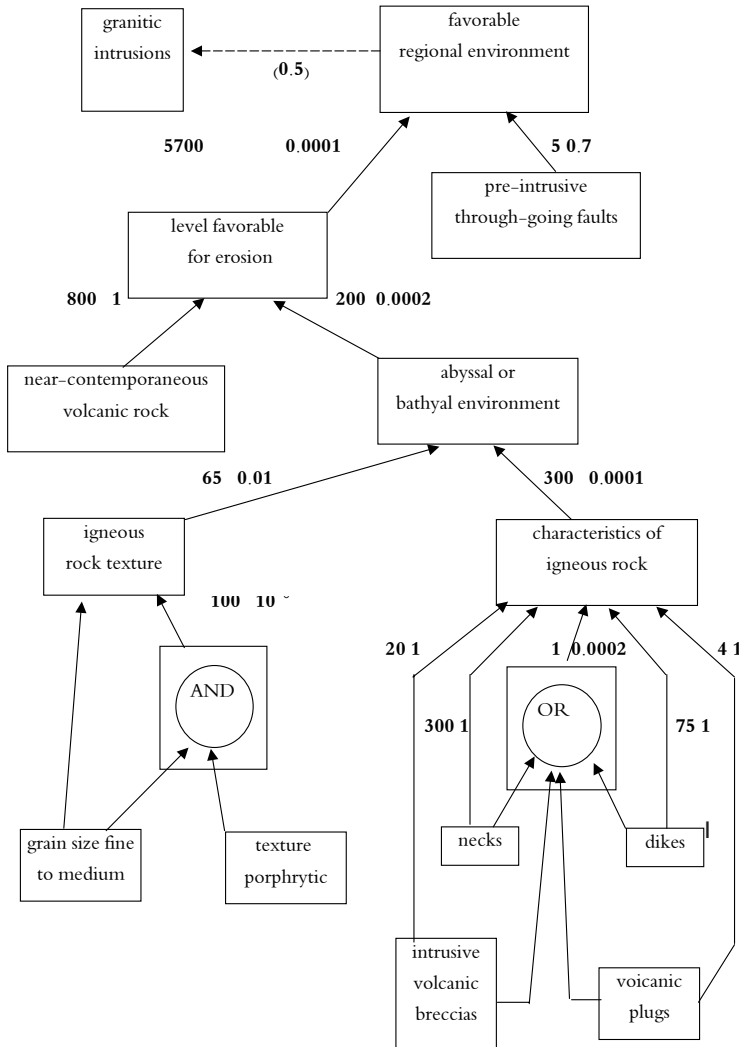 granitic
intrusions
favorable
regional environment
(0.5)
5700 0.0001
5 0.7
pre-intrusive
through-going faults
level favorable
for erosion
800 1
200 0.0002
near-contemporaneous
volcanic rock
abyssal or
bathyal environment
65 0.01
300 0.0001
igneous
rock texture
characteristics of
igneous rock
100 10
20 1
1 0.0002
4 1
AND
OR
300 1
75 1
grain size fine
to medium
texture
porphrytic
necks
dikes
intrusive
volcanic
breccias
voicanic
plugs